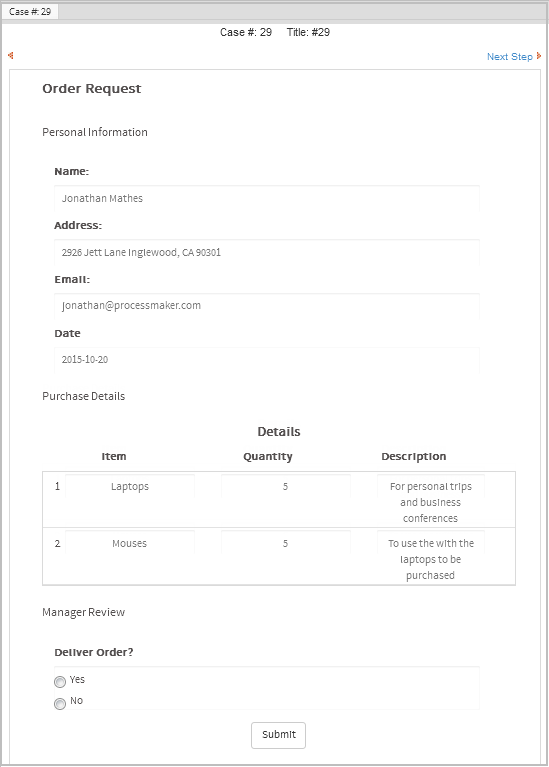 Case #: 29
Case #: 29 Title: #29
Next Step
Order Request
Personal Information
Name:
Jonathan Mathes
Address:
2926 Jett Lane Inglewood, CA 90301
Email:
jonathan@processmaker.com
Date
2015-10-20
Purchase Details
Details
Item Quantity Description
1 Laptops 5 For personal trips
and business
conferences
2 Mouses 5 To use the with the
laptops to be
purchased
Manager Review
Deliver Order?
Yes
No
Submit